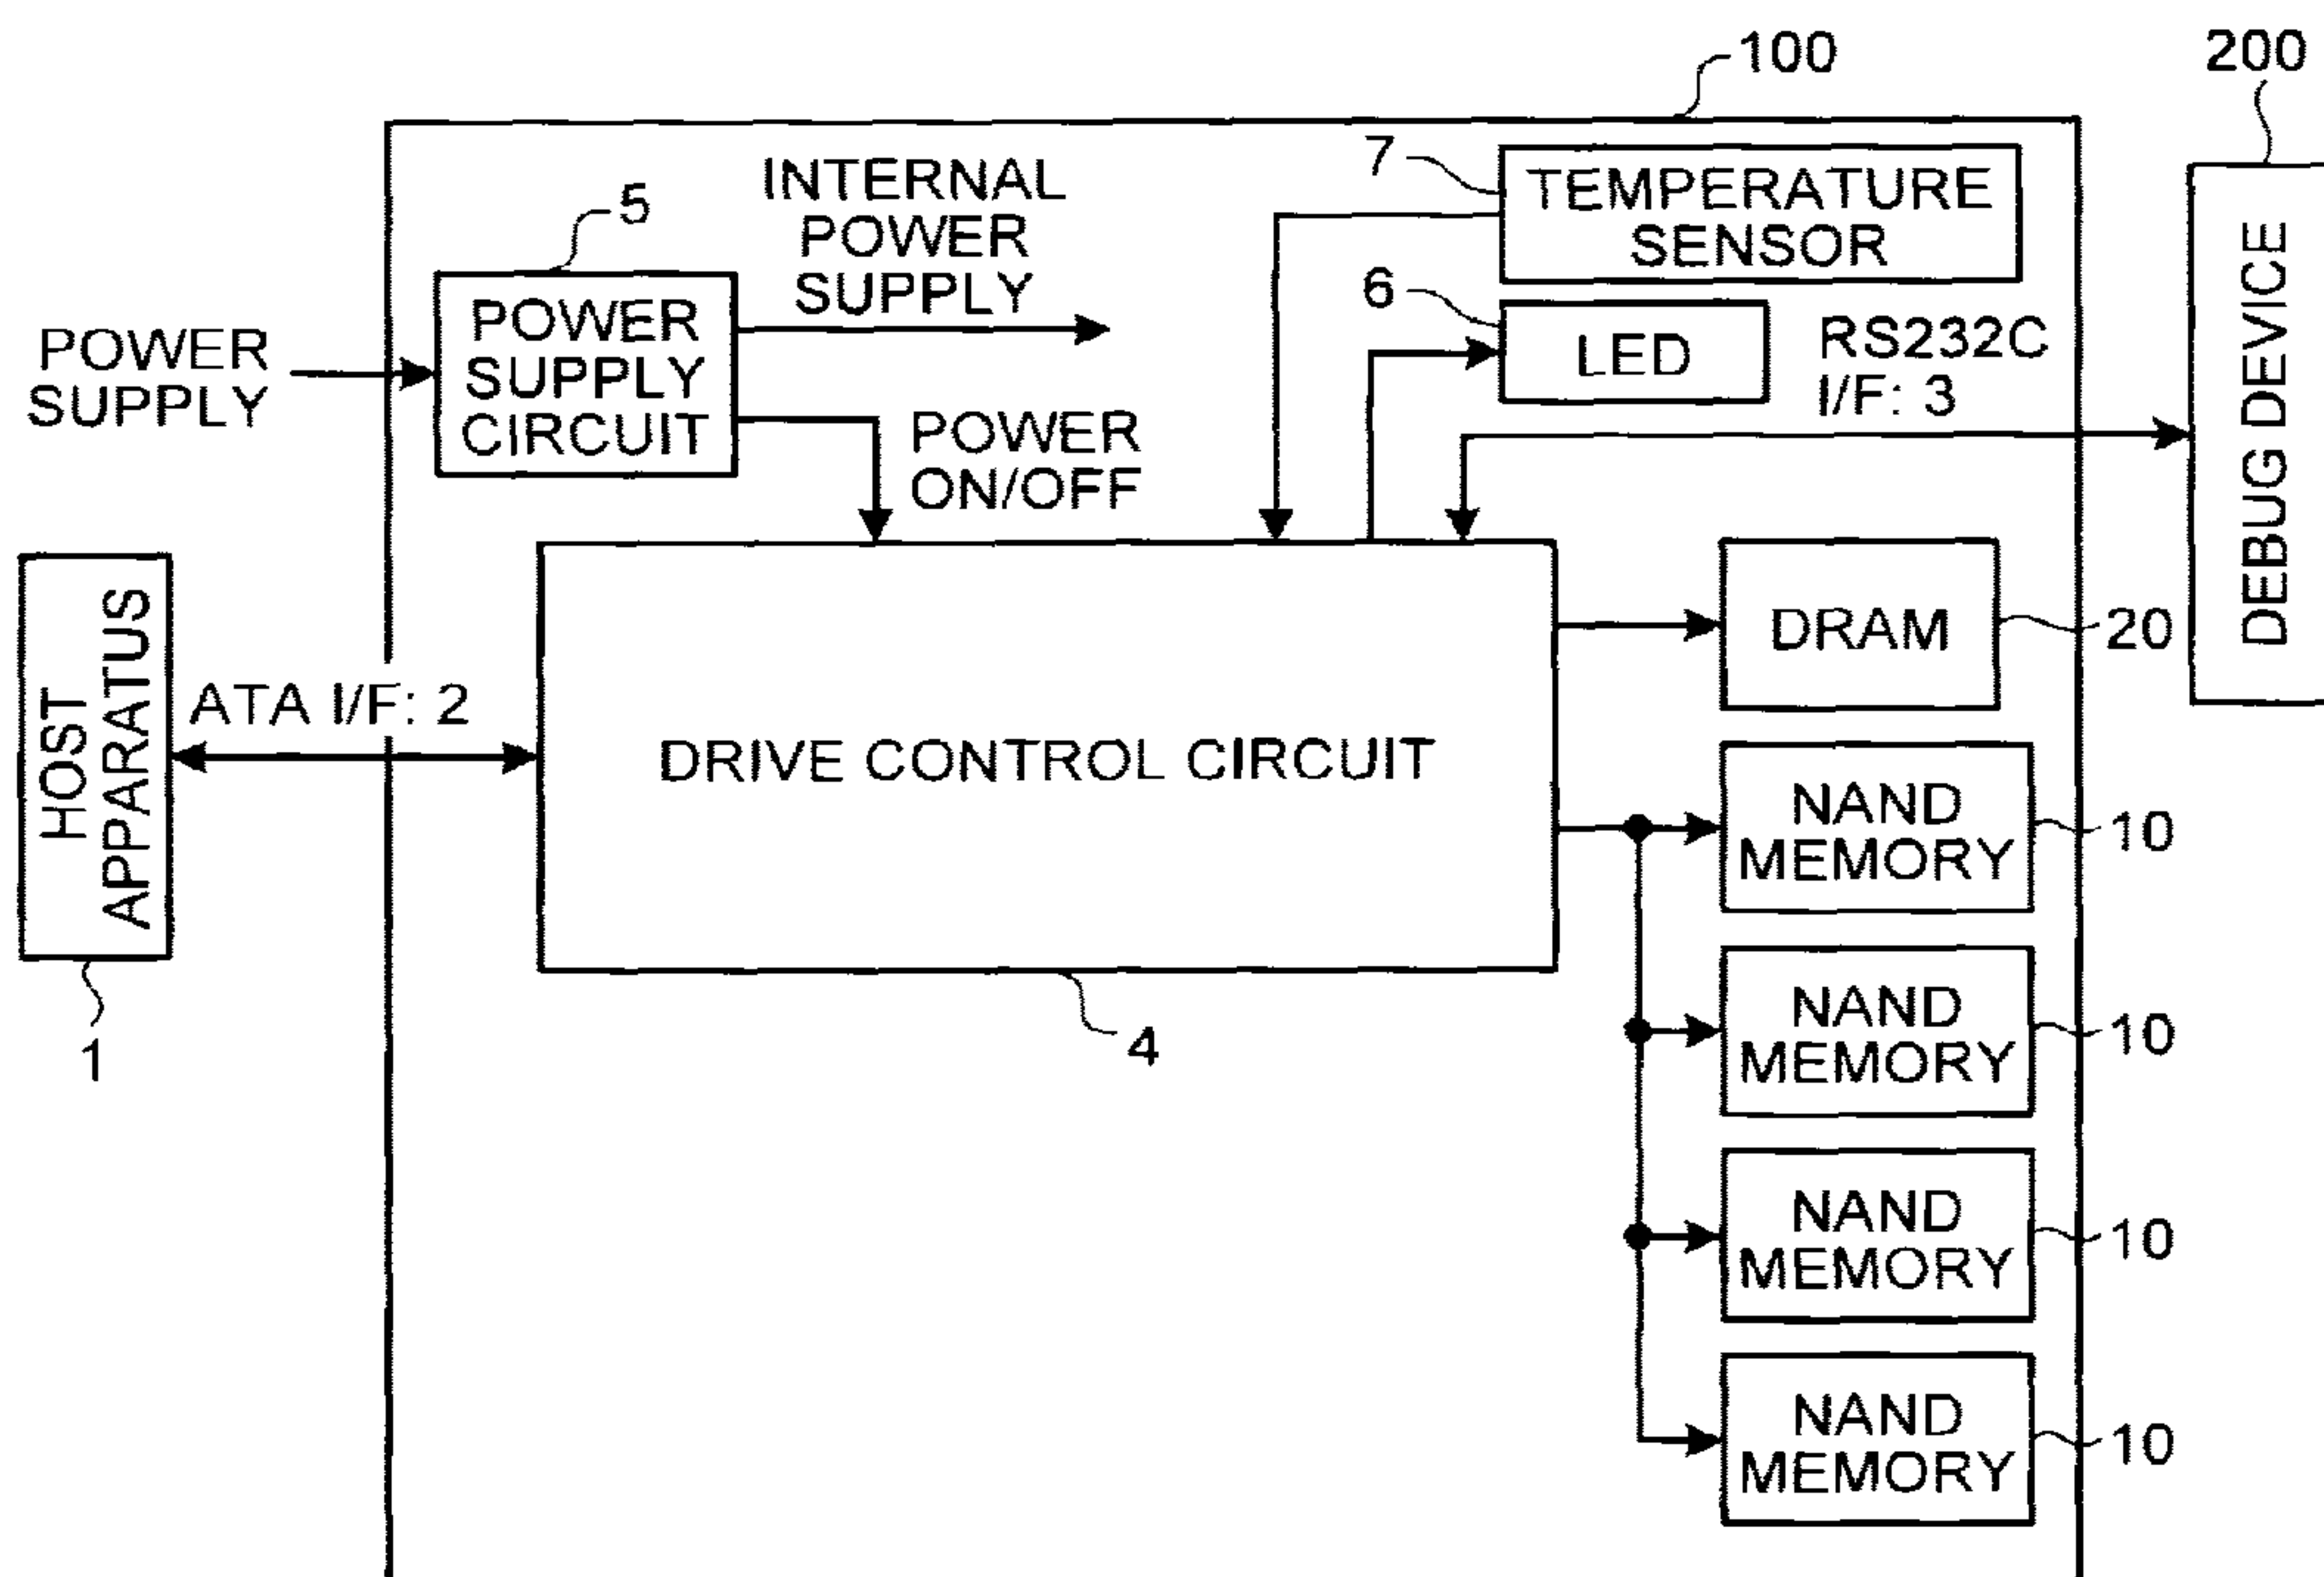 100
200
7
TEMPERATURE
SENSOR
INTERNAL
POWER
SUPPLY
5
6
LED
RS232C
I/F: 3
POWER
SUPPLY
POWER
SUPPLY
CIRCUIT
POWER
ON/OFF
DEBUG DEVICE
HOST
APPARATUS
1
ATA I/F: 2
DRIVE CONTROL CIRCUIT
4
DRAM
20
NAND
MEMORY
10
NAND
MEMORY
10
NAND
MEMORY
10
NAND
MEMORY
10